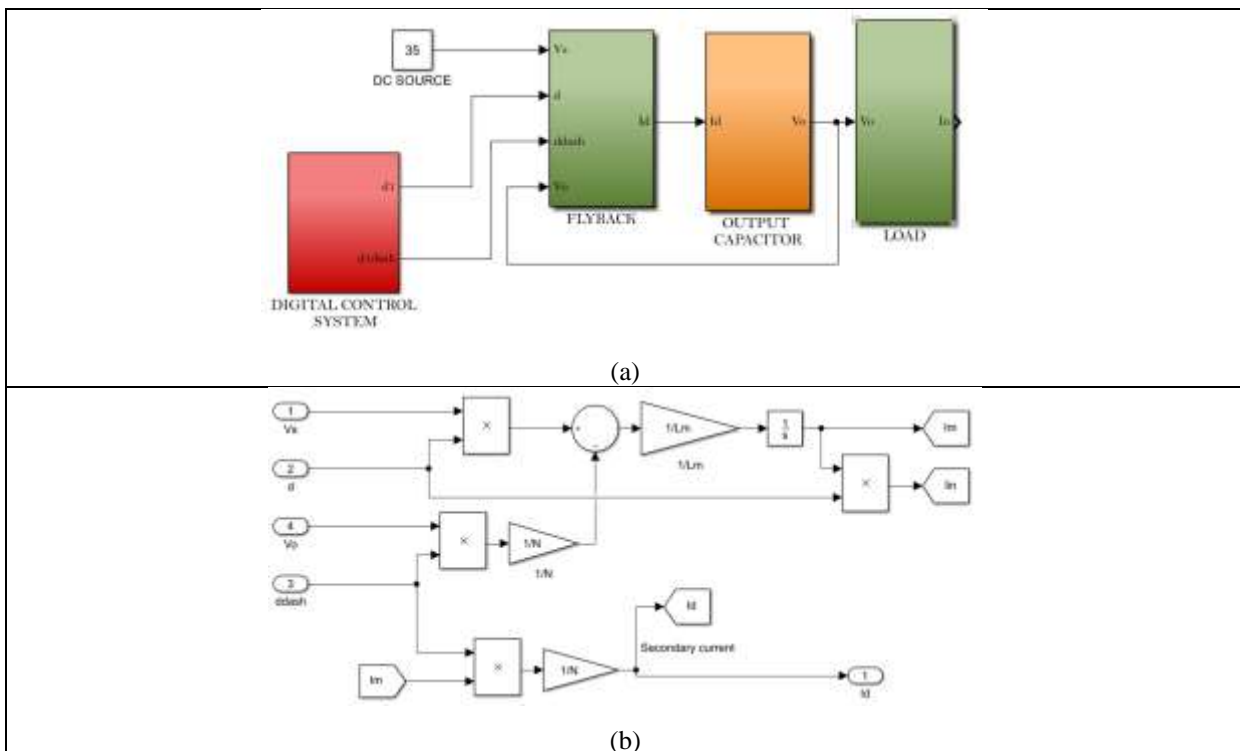 35
DC SOURCE
Vs
d
ddash
Vo
Id
FLYBACK
Id
Vo
OUTPUT
CAPACITOR
Vo
Io
LOAD
DIGITAL CONTROL
SYSTEM
(a)
1
Vs
2
d
4
Vo
3
ddash
×
×
1/N
1/N
+
-
1/Lm
1/Lm
1
s
Im
×
Iin
Id
Secondary current
Im
×
1/N
1
Id
(b)